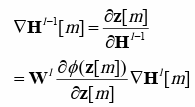 ∇H^{l-1}[m] = ∂z[m] / ∂H^{l-1}
= W^l ∂ϕ(z[m]) / ∂z[m] ∇H^l[m]